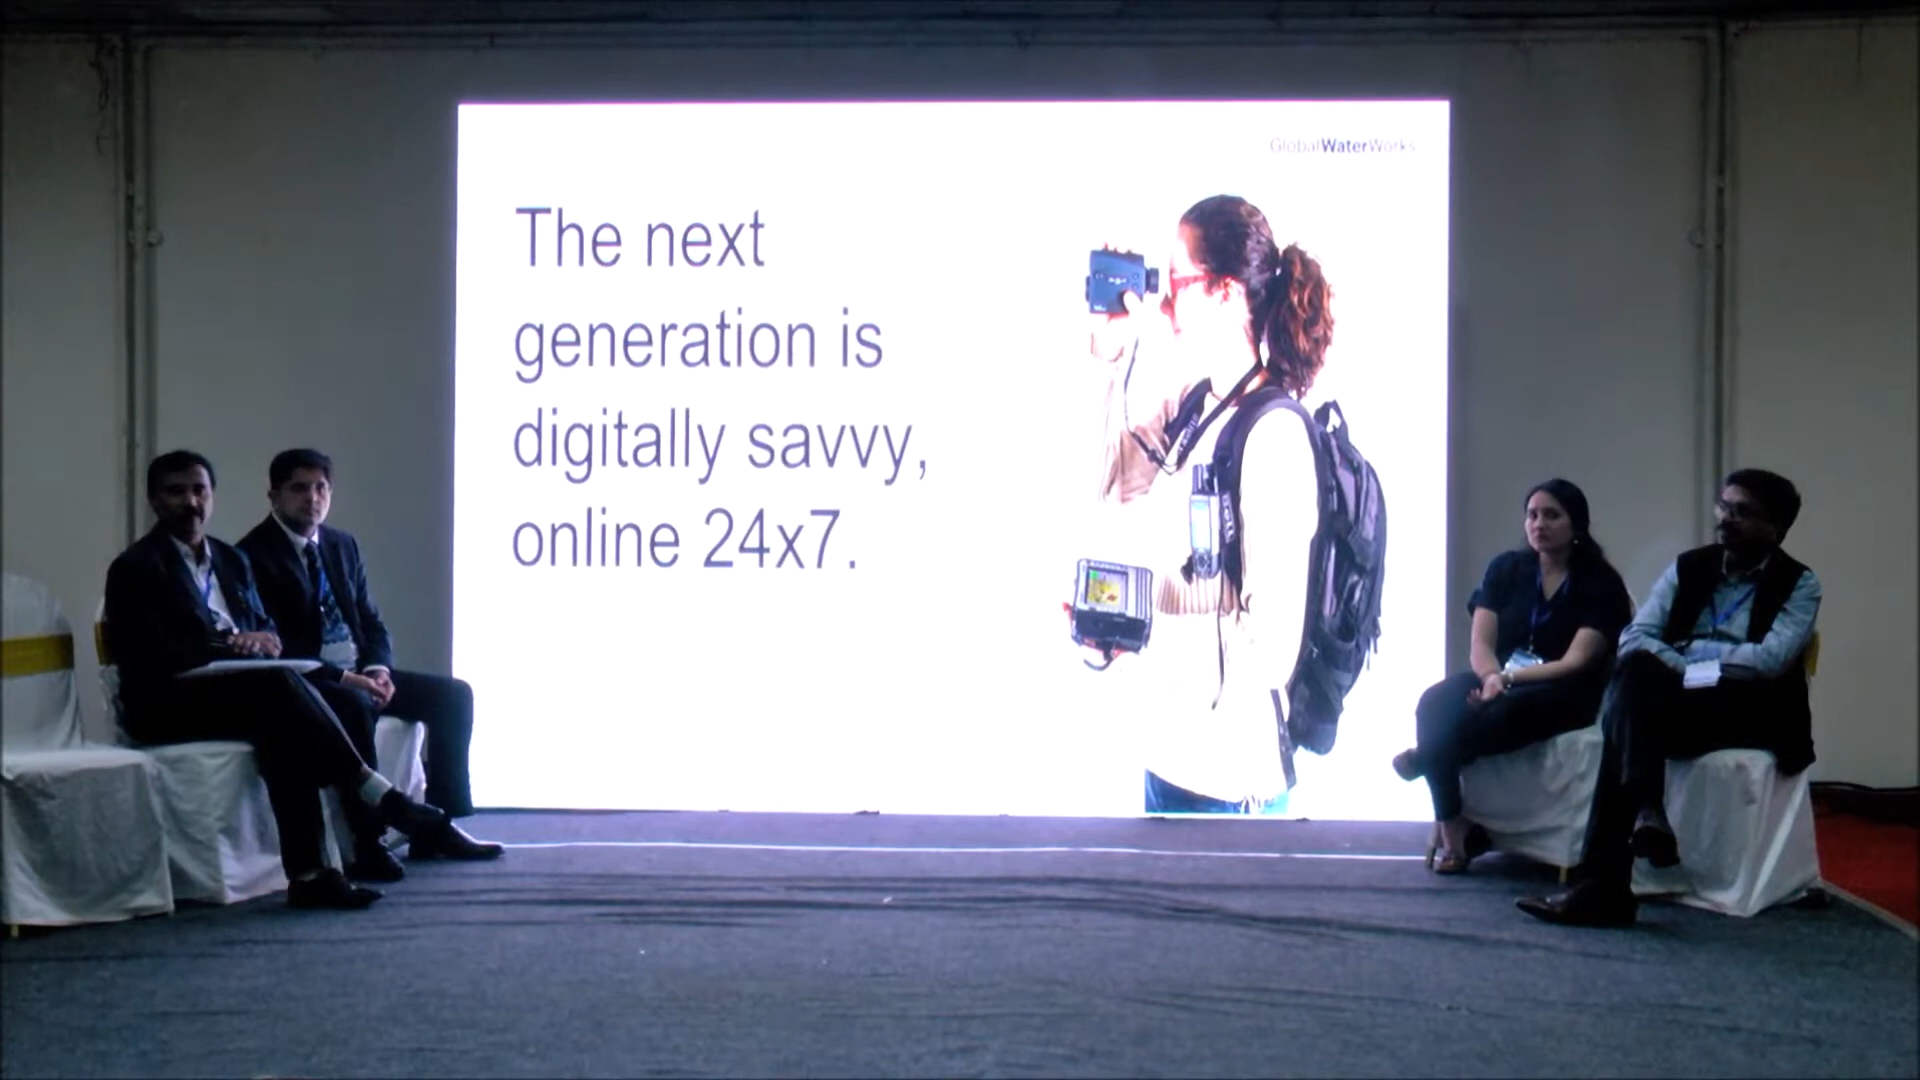 GlobalWaterWorks
The next
generation is
digitally savvy,
online 24x7.